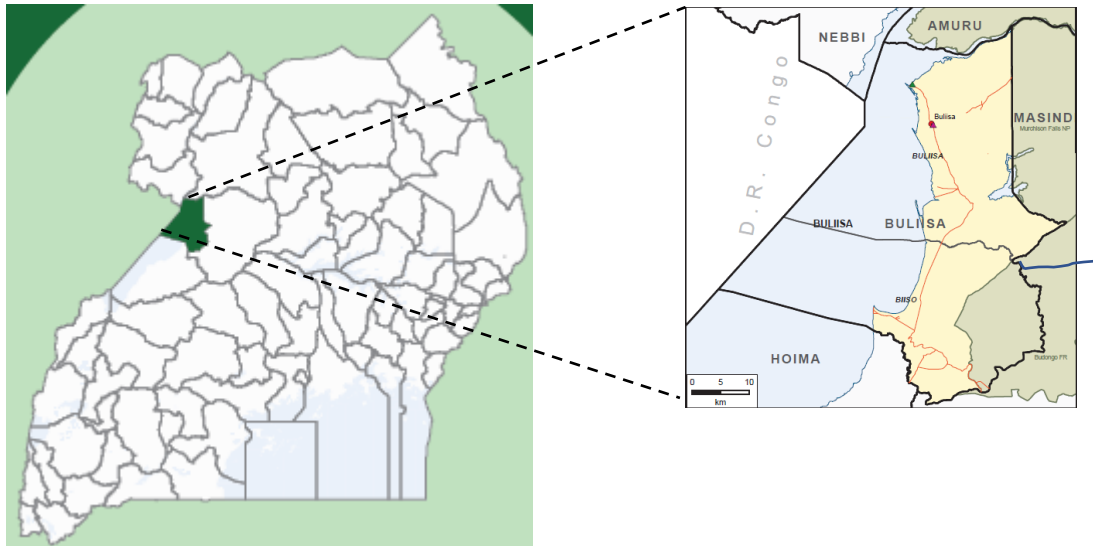 NEBBI
AMURU
D.R. Congo
Buliisa
MASIND
Murchison Falls NP
BULIISA
BULIISA
BULIISA
BIISO
HOIMA
Budongo FR
0 5 10
km